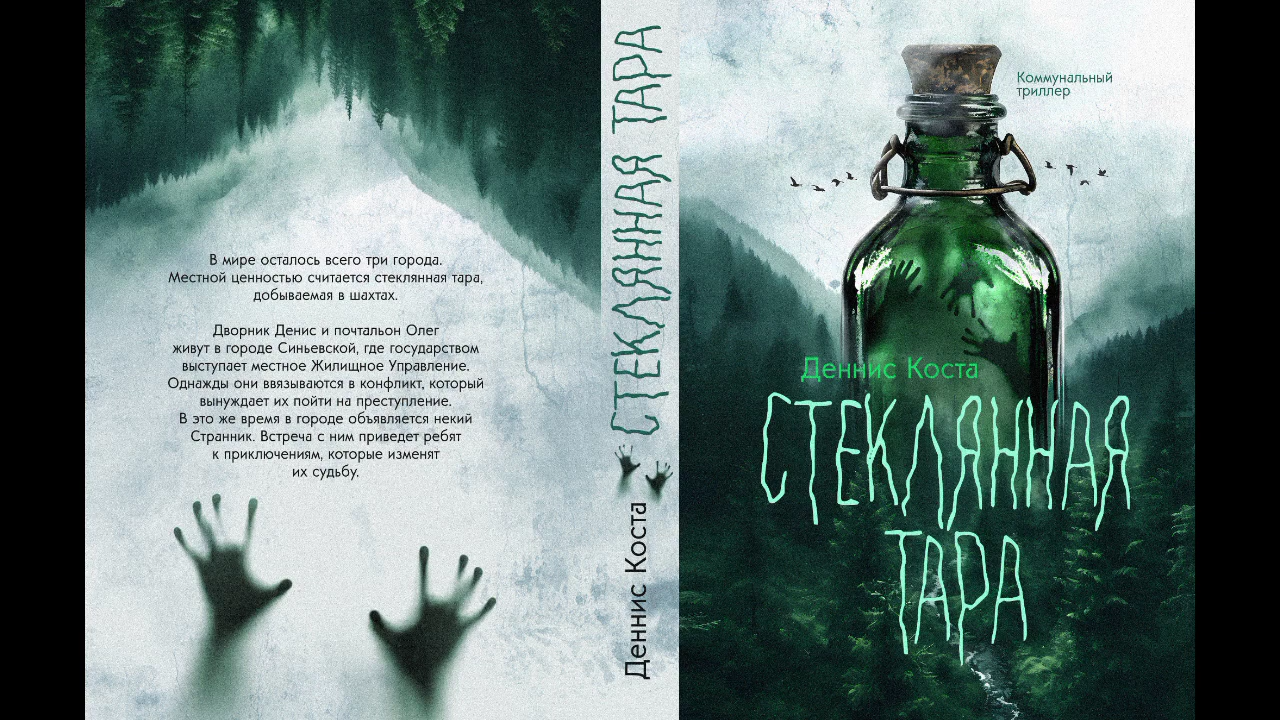 В мире осталось всего три города.
Местной ценностью считается стеклянная тара,
добываемая в шахтах.
Дворник Денис и почтальон Олег
живут в городе Синьевской, где государством
выступает местное Жилищное Управление.
Однажды они ввязываются в конфликт, который
вынуждает их пойти на преступление.
В это же время в городе объявляется некий
Странник. Встреча с ним приведет ребят
к приключениям, которые изменят
их судьбу.
СТЕКЛЯННАЯ ТАРА
Деннис Коста
Коммунальный
триллер
Деннис Коста
СТЕКЛЯННАЯ
ТАРА